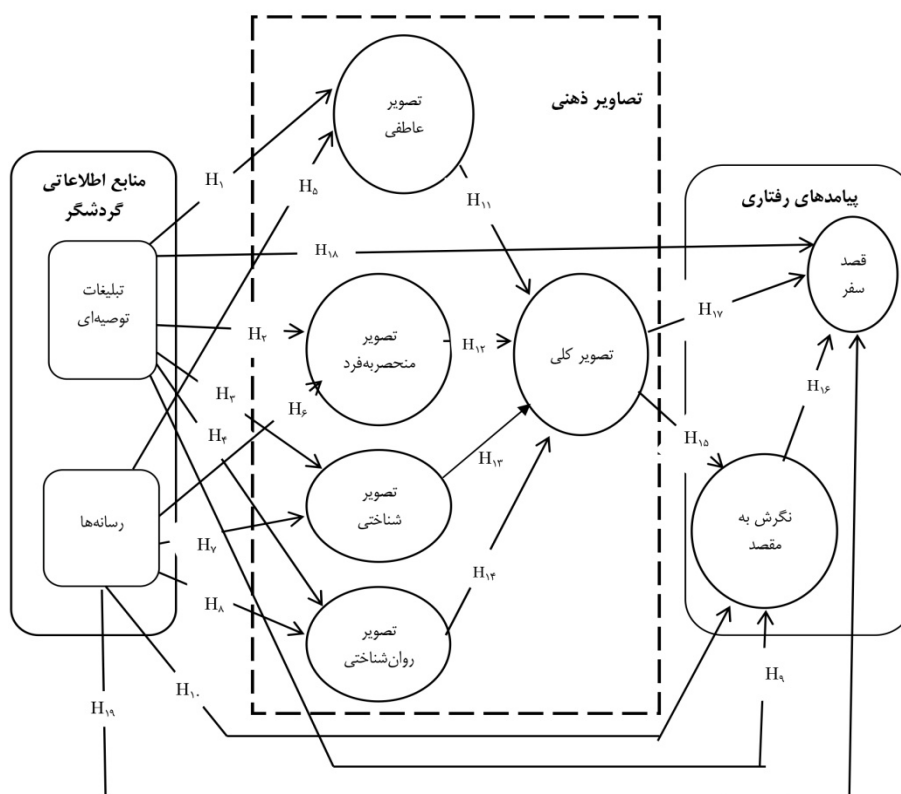 تصاویر ذهنی
تصویر
عاطفی
منابع اطلاعاتی
گردشگر
پیامدهای رفتاری
H۱
H۵
H۱۱
تبلیغات
توصیه‌ای
H۱۸
قصد
سفر
H۲
تصویر
منحصربه‌فرد
H۱۲
تصویر کلی
H۱۷
H۳
H۶
H۱۶
H۴
H۱۵
H۱۳
رسانه‌ها
H۷
تصویر
شناختی
نگرش به
مقصد
H۸
H۱۴
تصویر
روان‌شناختی
H۱۰
H۹
H۱۹